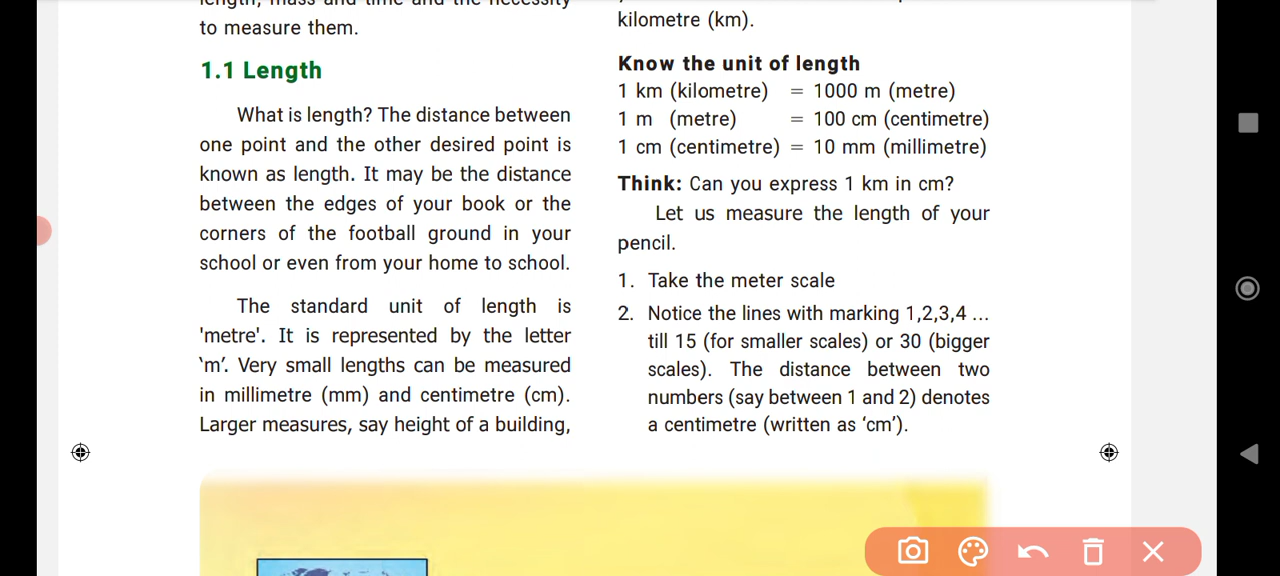 length, mass and time and the necessity
to measure them.
1.1 Length
What is length? The distance between
one point and the other desired point is
known as length. It may be the distance
between the edges of your book or the
corners of the football ground in your
school or even from your home to school.
The standard unit of length is
'metre'. It is represented by the letter
‘m’. Very small lengths can be measured
in millimetre (mm) and centimetre (cm).
Larger measures, say height of a building,
kilometre (km).
Know the unit of length
1 km (kilometre) = 1000 m (metre)
1 m (metre) = 100 cm (centimetre)
1 cm (centimetre) = 10 mm (millimetre)
Think: Can you express 1 km in cm?
Let us measure the length of your
pencil.
1. Take the meter scale
2. Notice the lines with marking 1,2,3,4 ...
till 15 (for smaller scales) or 30 (bigger
scales). The distance between two
numbers (say between 1 and 2) denotes
a centimetre (written as ‘cm’).